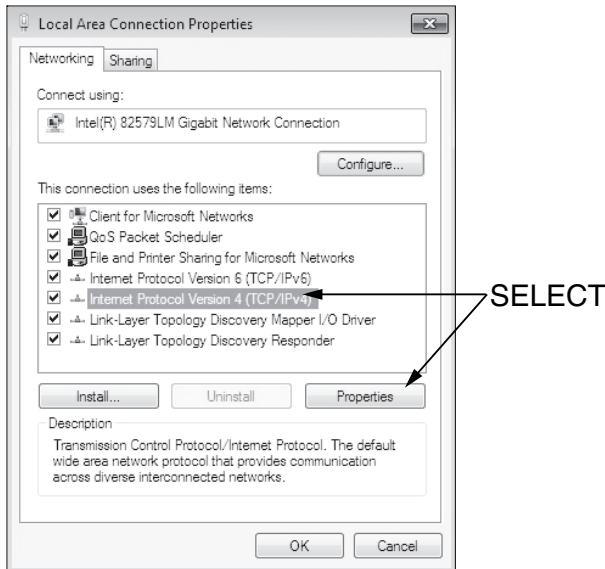 Local Area Connection Properties
Networking
Sharing
Connect using:
Intel(R) 82579LM Gigabit Network Connection
Configure...
This connection uses the following items:
Client for Microsoft Networks
QoS Packet Scheduler
File and Printer Sharing for Microsoft Networks
Internet Protocol Version 6 (TCP/IPv6)
Internet Protocol Version 4 (TCP/IPv4)
SELECT
Link-Layer Topology Discovery Mapper I/O Driver
Link-Layer Topology Discovery Responder
Install...
Uninstall
Properties
Description
Transmission Control Protocol/Internet Protocol. The default
wide area network protocol that provides communication
across diverse interconnected networks.
OK
Cancel